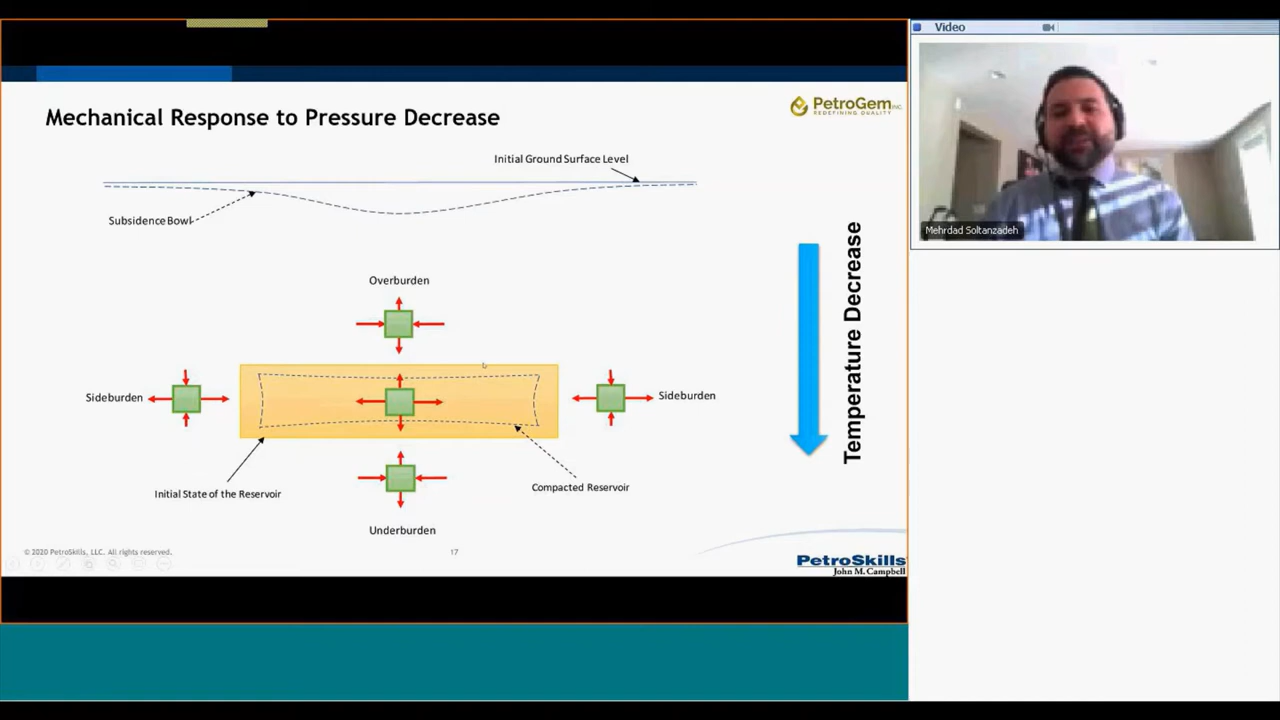 Video
Mechanical Response to Pressure Decrease
PetroGem INC.
REDEFINING QUALITY
Initial Ground Surface Level
Subsidence Bowl
Mehrdad Soltanzadeh
Overburden
Sideburden
Sideburden
Temperature Decrease
Initial State of the Reservoir
Compacted Reservoir
Underburden
© 2020 PetroSkills, LLC. All rights reserved.
17
PetroSkills
John M. Campbell